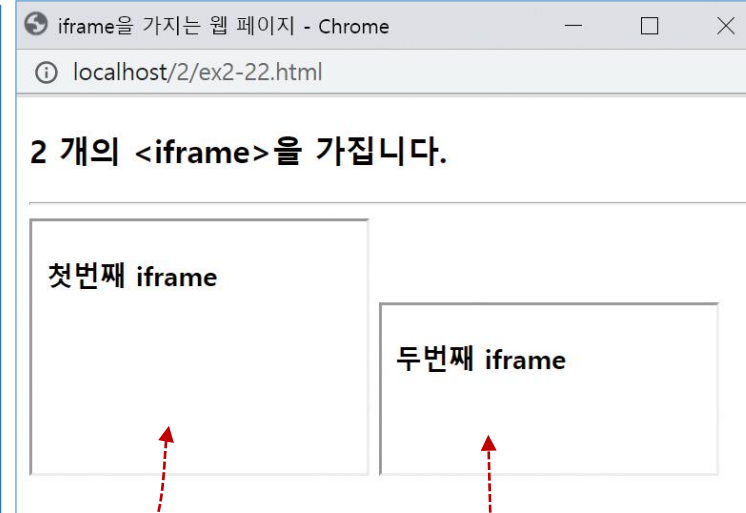 iframe을 가지는 웹 페이지 - Chrome
localhost/2/ex2-22.html
2 개의 <iframe>을 가집니다.
첫번째 iframe
두번째 iframe